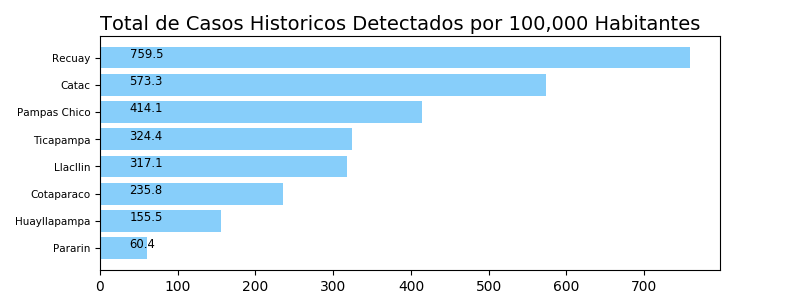 Total de Casos Historicos Detectados por 100,000 Habitantes
Recuay 759.5
Catac 573.3
Pampas Chico 414.1
Ticapampa 324.4
Llacllin 317.1
Cotaparaco 235.8
Huayllapampa 155.5
Pararin 60.4
0 100 200 300 400 500 600 700